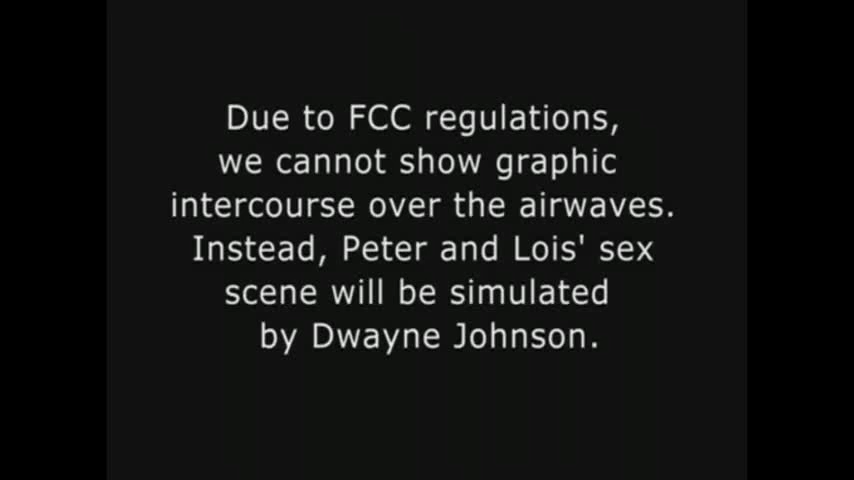 Due to FCC regulations,
we cannot show graphic
intercourse over the airwaves.
Instead, Peter and Lois' sex
scene will be simulated
by Dwayne Johnson.